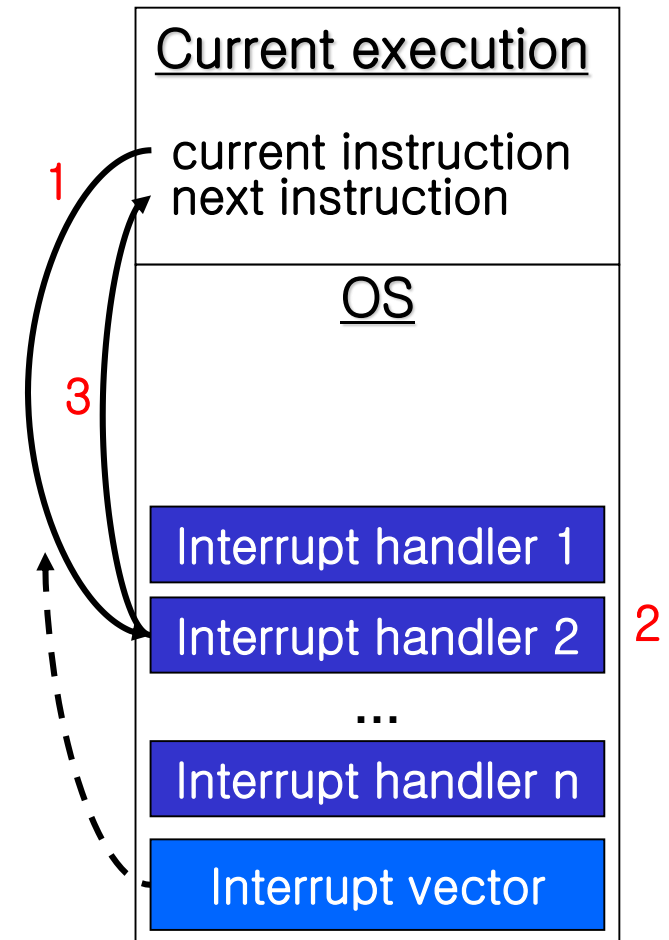 Current execution
1
current instruction
next instruction
OS
3
Interrupt handler 1
Interrupt handler 2
2
...
Interrupt handler n
Interrupt vector